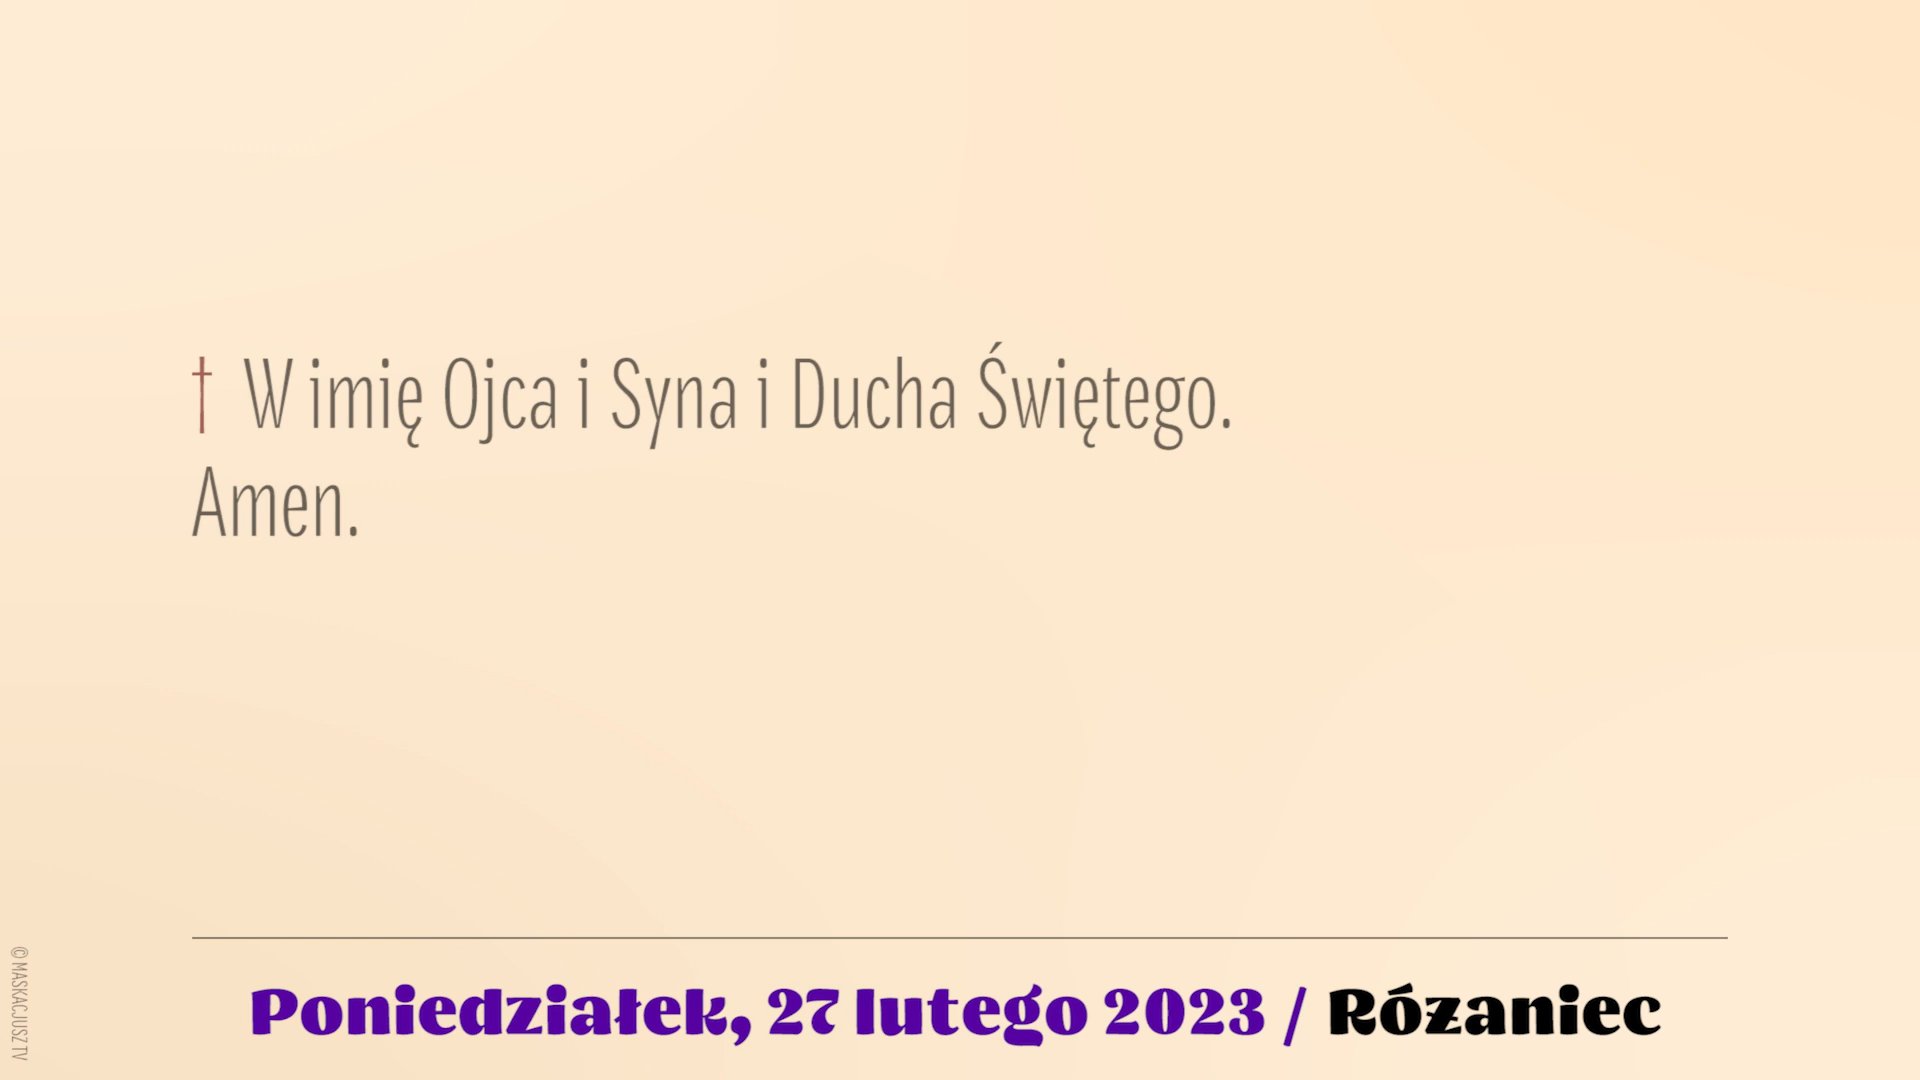 † W imię Ojca i Syna i Ducha Świętego.
Amen.
Poniedziałek, 27 lutego 2023 / Różaniec
© MASKACJUSZ TV